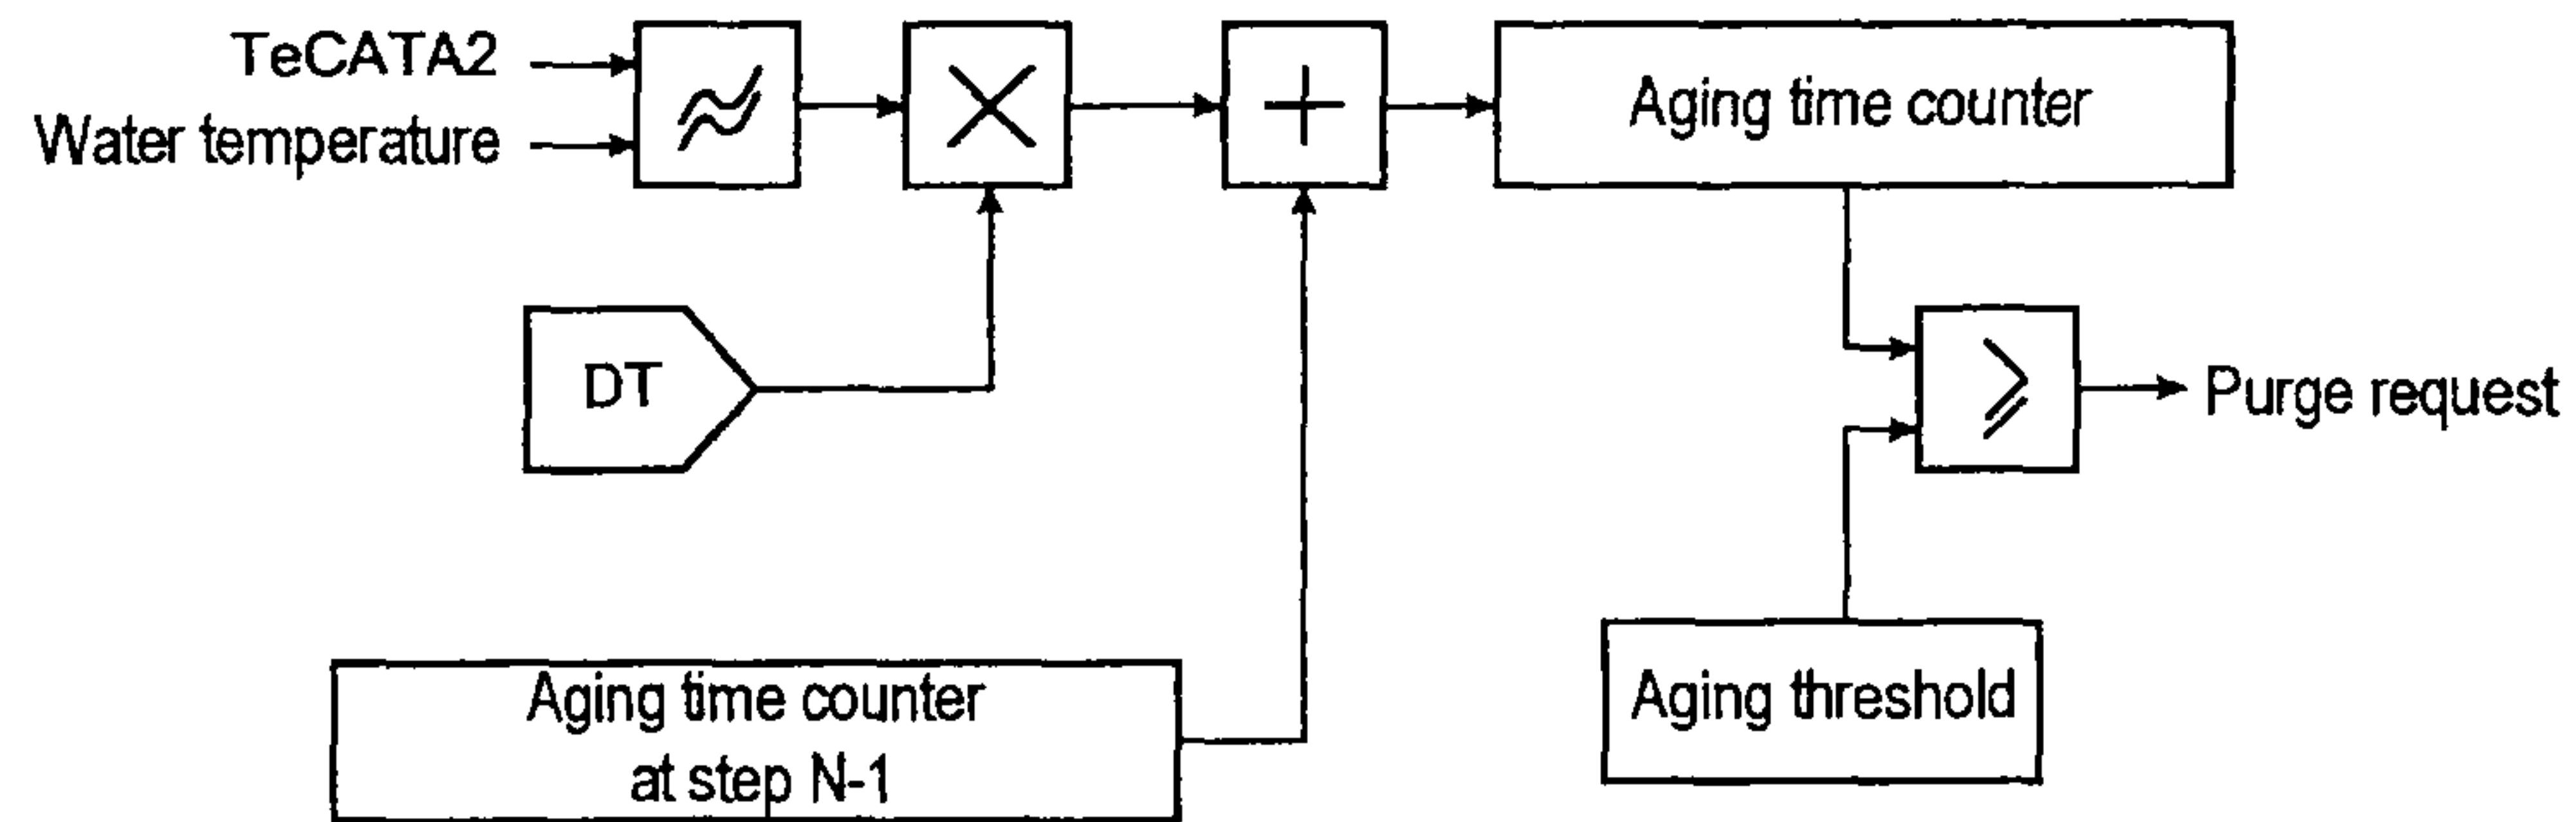 TeCATA2
Water temperature
Aging time counter
DT
Purge request
Aging time counter
at step N-1
Aging threshold